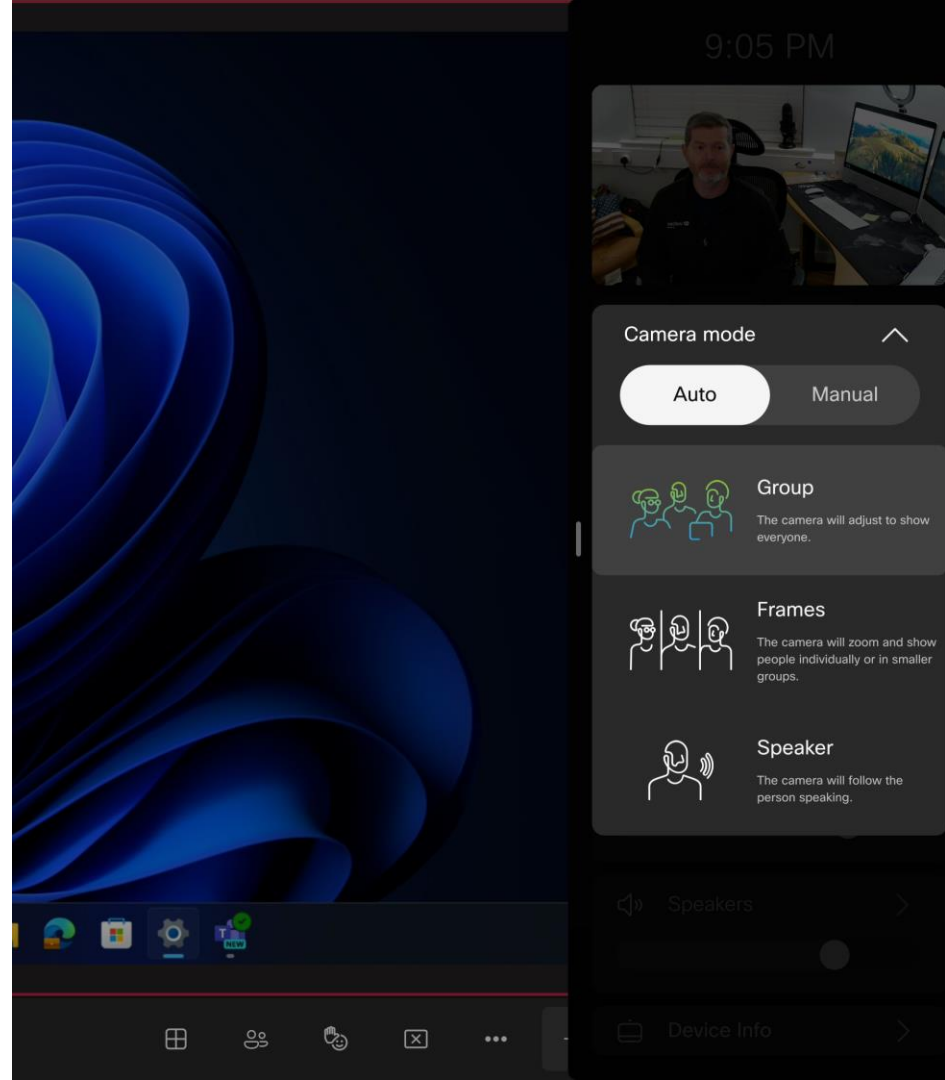 9:05 PM
Camera mode
Auto
Manual
Group
The camera will adjust to show
everyone.
Frames
The camera will zoom and show
people individually or in smaller
groups.
Speaker
The camera will follow the
person speaking.
Speakers
Device Info
NEW